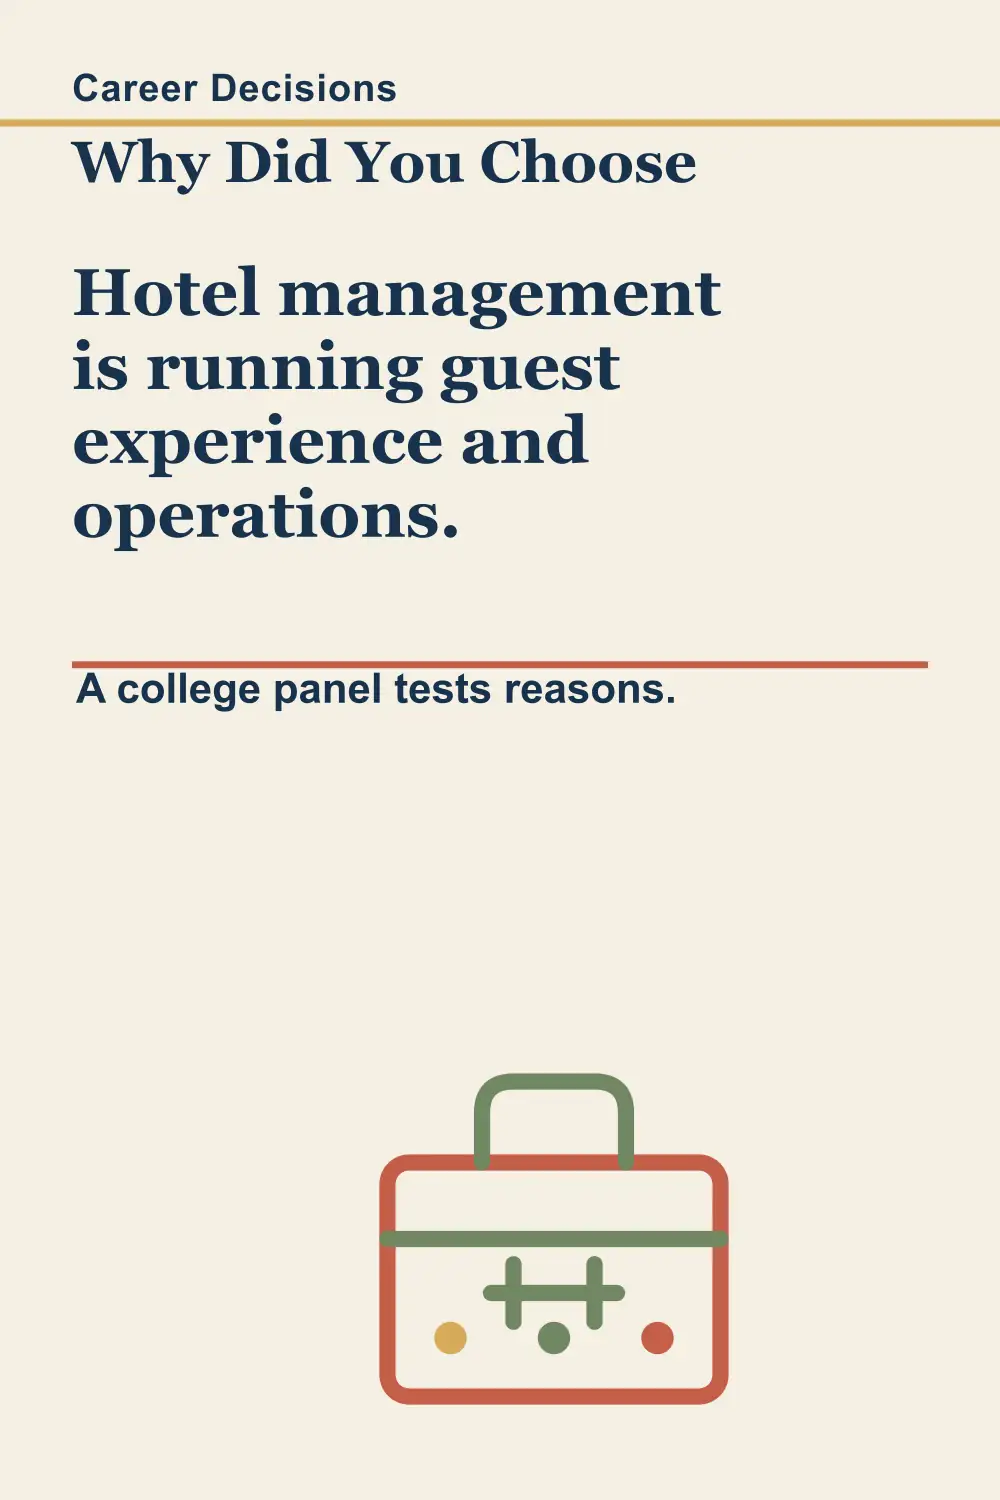 Career Decisions
Why Did You Choose
Hotel management
is running guest
experience and
operations.
A college panel tests reasons.